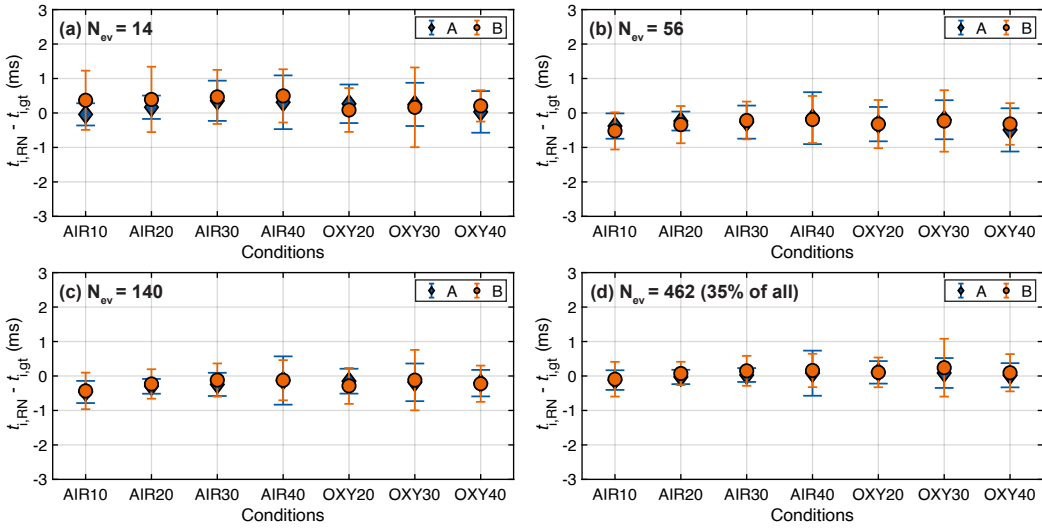 (a) N_ev = 14
A B
3
2
1
0
-1
-2
-3
t_i,RN - t_i,gt (ms)
AIR10 AIR20 AIR30 AIR40 OXY20 OXY30 OXY40
Conditions
(b) N_ev = 56
A B
3
2
1
0
-1
-2
-3
t_i,RN - t_i,gt (ms)
AIR10 AIR20 AIR30 AIR40 OXY20 OXY30 OXY40
Conditions
(c) N_ev = 140
A B
3
2
1
0
-1
-2
-3
t_i,RN - t_i,gt (ms)
AIR10 AIR20 AIR30 AIR40 OXY20 OXY30 OXY40
Conditions
(d) N_ev = 462 (35% of all)
A B
3
2
1
0
-1
-2
-3
t_i,RN - t_i,gt (ms)
AIR10 AIR20 AIR30 AIR40 OXY20 OXY30 OXY40
Conditions